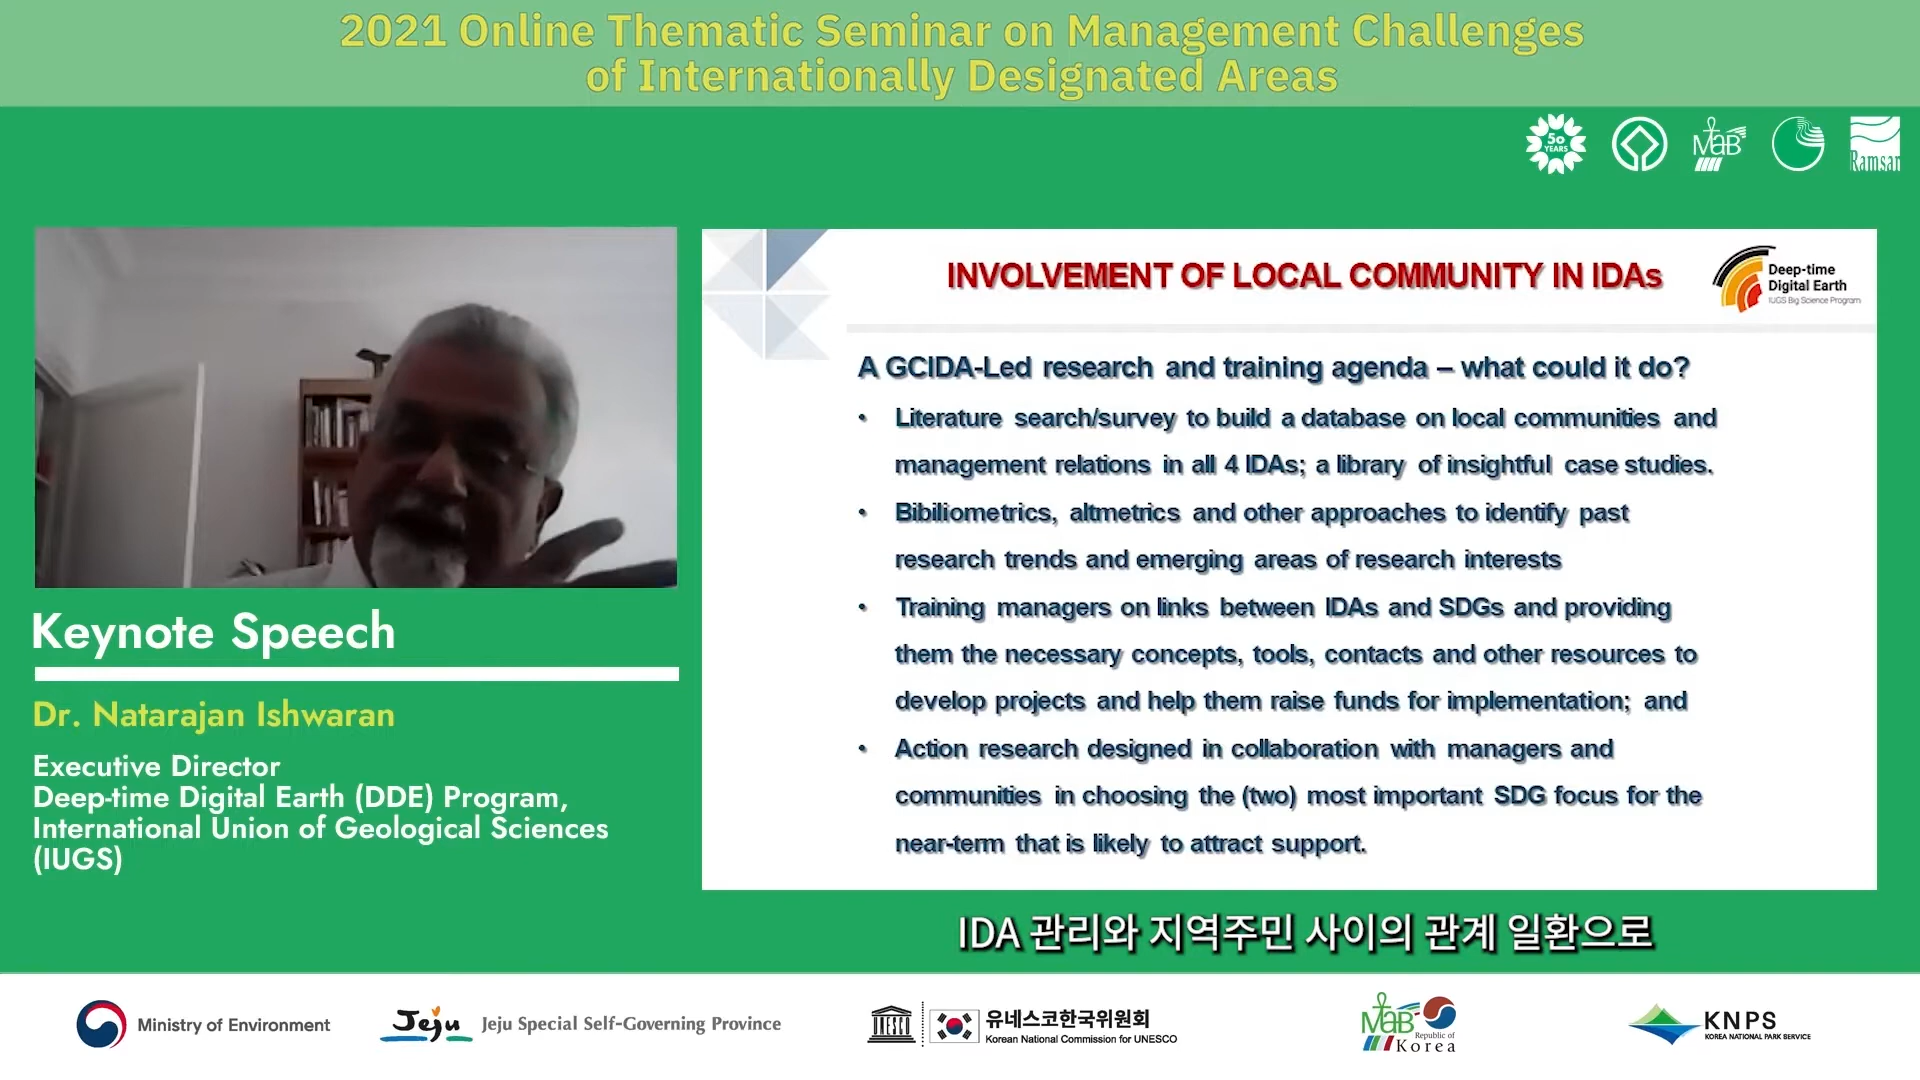 2021 Online Thematic Seminar on Management Challenges
of Internationally Designated Areas
50
YEARS
MaB
Ramsar
INVOLVEMENT OF LOCAL COMMUNITY IN IDAs
Deep-time
Digital Earth
IUGS Big Science Program
A GCIDA-Led research and training agenda – what could it do?
• Literature search/survey to build a database on local communities and
management relations in all 4 IDAs; a library of insightful case studies.
• Bibiliometrics, altmetrics and other approaches to identify past
research trends and emerging areas of research interests
• Training managers on links between IDAs and SDGs and providing
them the necessary concepts, tools, contacts and other resources to
develop projects and help them raise funds for implementation; and
• Action research designed in collaboration with managers and
communities in choosing the (two) most important SDG focus for the
near-term that is likely to attract support.
Keynote Speech
Dr. Natarajan Ishwaran
Executive Director
Deep-time Digital Earth (DDE) Program,
International Union of Geological Sciences
(IUGS)
IDA 관리와 지역주민 사이의 관계 일환으로
Ministry of Environment
Jeju
Jeju Special Self-Governing Province
UNESCO
유네스코한국위원회
Korean National Commission for UNESCO
MaB
Republic of
Korea
KNPS
KOREA NATIONAL PARK SERVICE